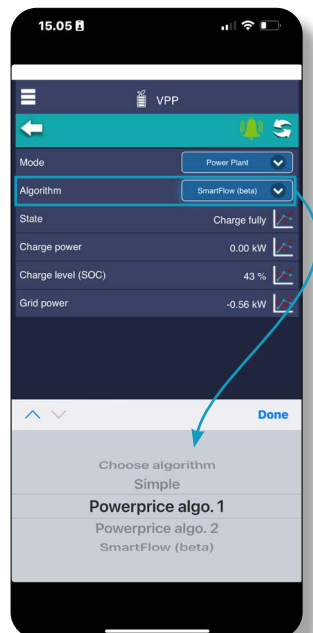 15.05
VPP
Mode Power Plant
Algorithm SmartFlow (beta)
State Charge fully
Charge power 0.00 kW
Charge level (SOC) 43 %
Grid power -0.56 kW
Done
Choose algorithm
Simple
Powerprice algo. 1
Powerprice algo. 2
SmartFlow (beta)